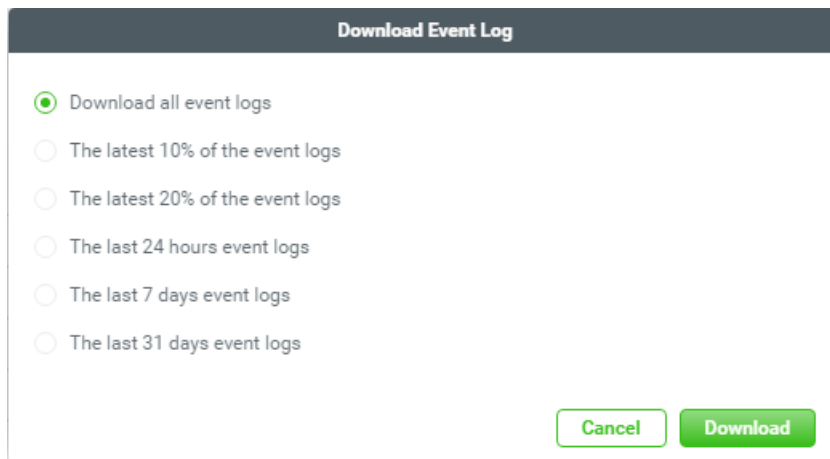 Download Event Log
Download all event logs
The latest 10% of the event logs
The latest 20% of the event logs
The last 24 hours event logs
The last 7 days event logs
The last 31 days event logs
Cancel Download